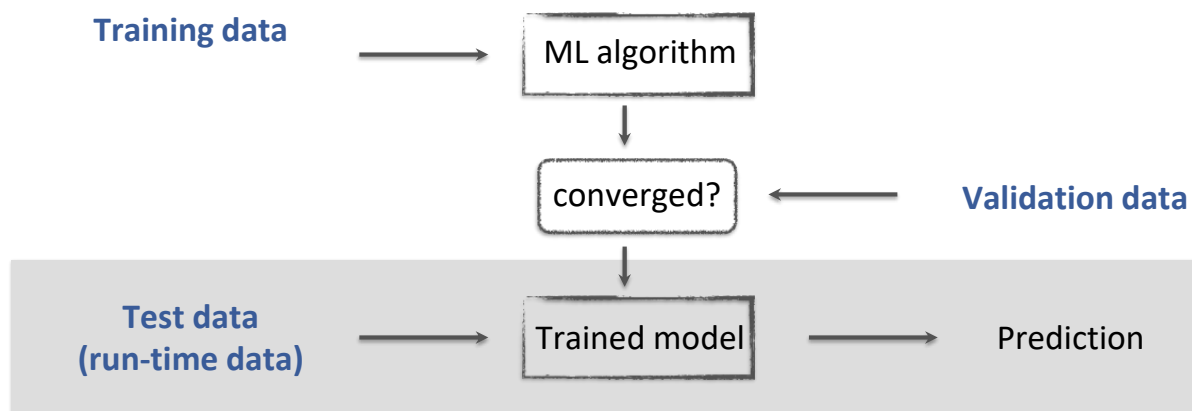 Training data
ML algorithm
converged?
Validation data
Test data
(run-time data)
Trained model
Prediction